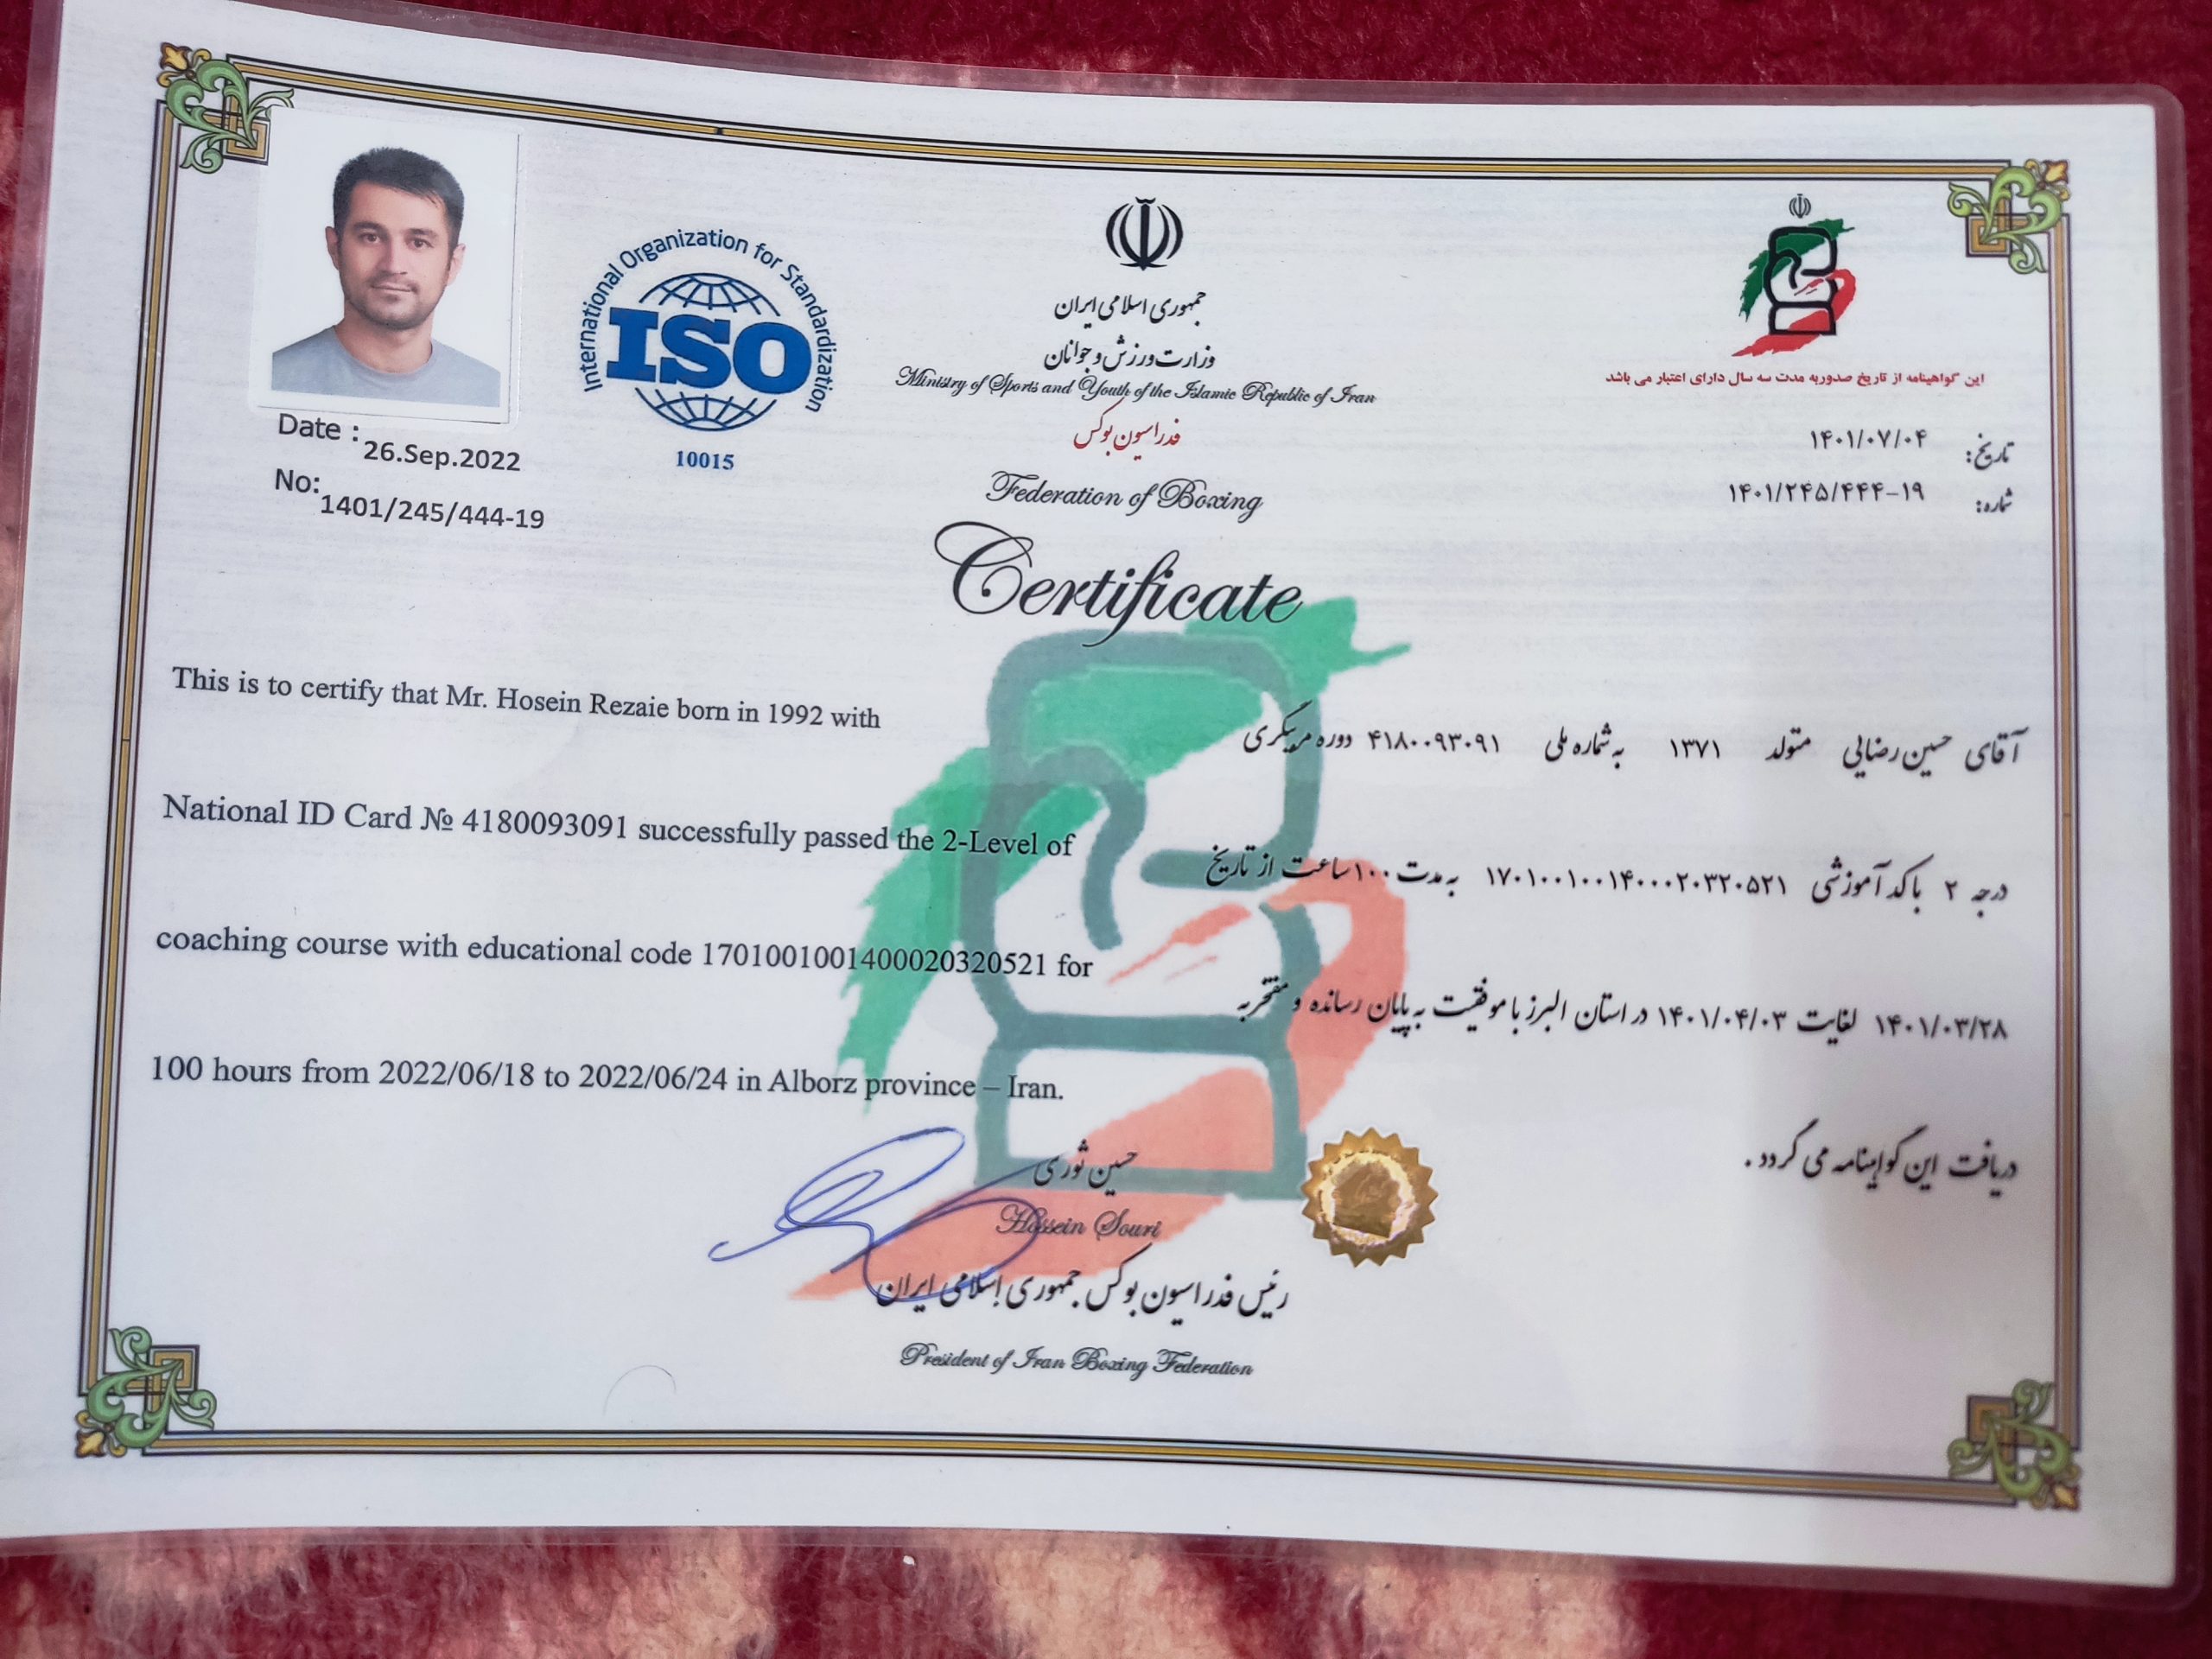 International Organization for Standardization
ISO
10015
جمهوری اسلامی ایران
وزارت ورزش و جوانان
Ministry of Sports and Youth of the Islamic Republic of Iran
فدراسیون بوکس
Federation of Boxing
این گواهینامه از تاریخ صدوربه مدت سه سال دارای اعتبار می باشد
Date : 26.Sep.2022
No: 1401/245/444-19
تاریخ: ۱۴۰۱/۰۷/۰۴
شماره: ۱۴۰۱/۲۴۵/۴۴۴-۱۹
Certificate
This is to certify that Mr. Hosein Rezaie born in 1992 with
National ID Card № 4180093091 successfully passed the 2-Level of
coaching course with educational code 1701001001400020320521 for
100 hours from 2022/06/18 to 2022/06/24 in Alborz province – Iran.
آقای حسین رضایی متولد ۱۳۷۱ به شماره ملی ۴۱۸۰۰۹۳۰۹۱ دوره مربیگری
درجه ۲ با کد آموزشی ۱۷۰۱۰۰۱۰۰۱۴۰۰۰۲۰۳۲۰۵۲۱ به مدت ۱۰۰ ساعت از تاریخ
۱۴۰۱/۰۳/۲۸ لغایت ۱۴۰۱/۰۴/۰۳ در استان البرز با موفقیت به پایان رسانده و مفتخر به
دریافت این گواهینامه می گردد .
حسین ثوری
Hossein Souri
رئیس فدراسیون بوکس جمهوری اسلامی ایران
President of Iran Boxing Federation